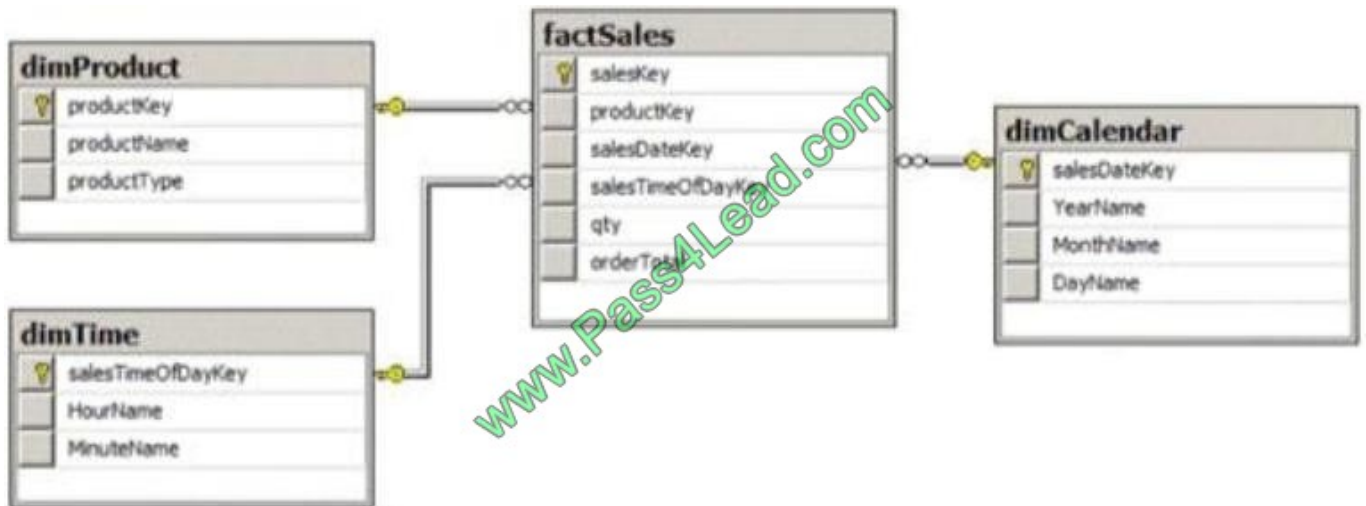 dimProduct
productKey
productName
productType
dimTime
salesTimeOfDayKey
HourName
MinuteName
factSales
salesKey
productKey
salesDateKey
salesTimeOfDayKey
qty
orderTotal
dimCalendar
salesDateKey
YearName
MonthName
DayName
www.Pass4Lead.com